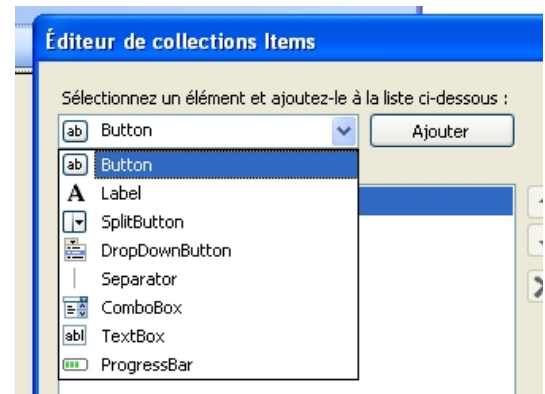 Éditeur de collections Items
Sélectionnez un élément et ajoutez-le à la liste ci-dessous :
ab Button
Ajouter
ab Button
A Label
SplitButton
DropDownButton
Separator
ComboBox
abl TextBox
ProgressBar